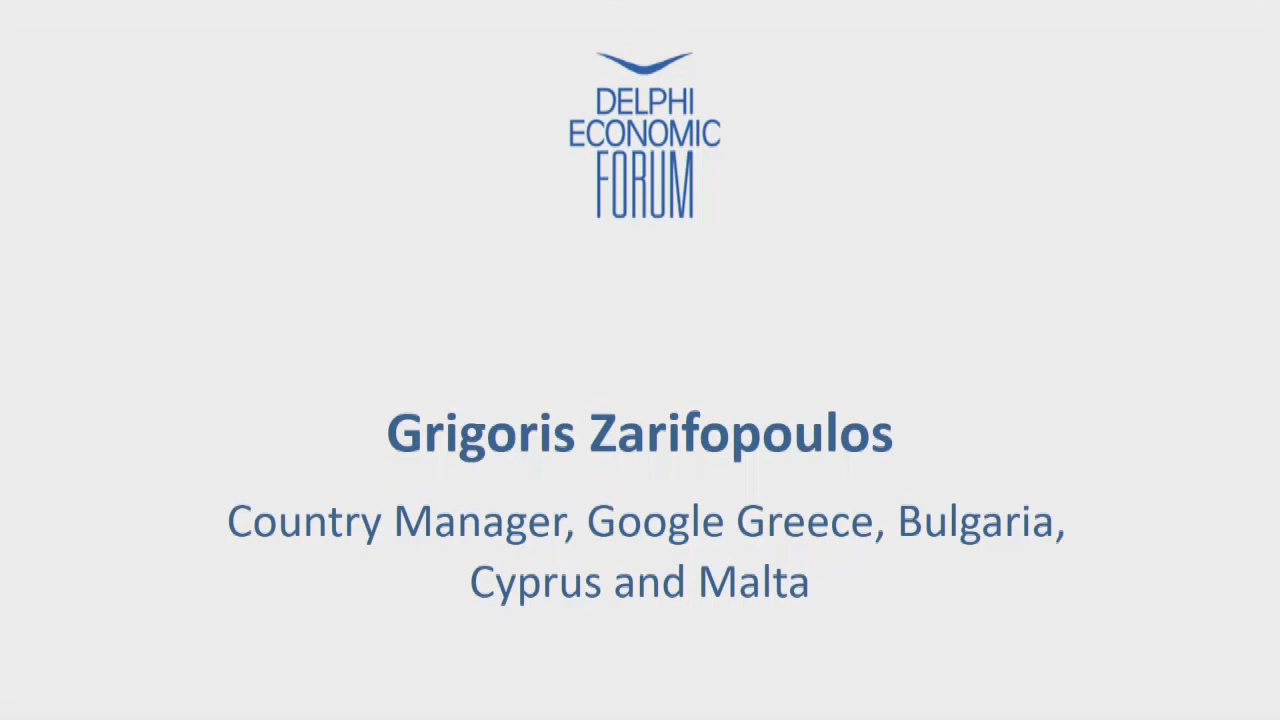 DELPHI
ECONOMIC
FORUM
Grigoris Zarifopoulos
Country Manager, Google Greece, Bulgaria,
Cyprus and Malta